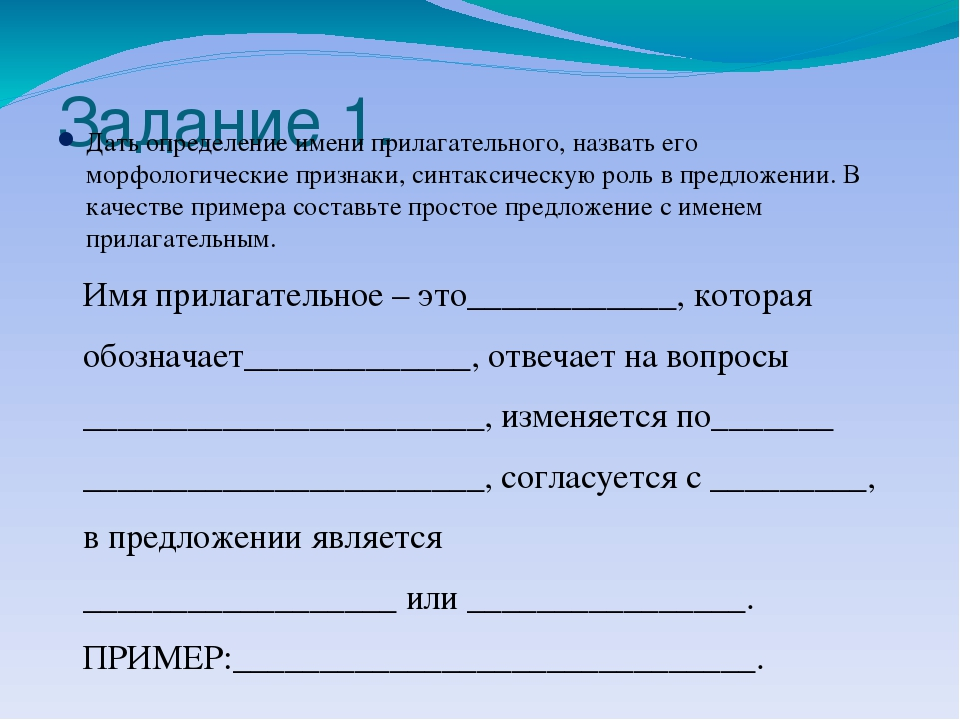 Задание 1.
Дать определение имени прилагательного, назвать его
морфологические признаки, синтаксическую роль в предложении. В
качестве примера составьте простое предложение с именем
прилагательным.
Имя прилагательное – это____________, которая
обозначает_____________, отвечает на вопросы
_______________________, изменяется по_______
_______________________, согласуется с _________,
в предложении является
__________________ или ________________.
ПРИМЕР:______________________________.